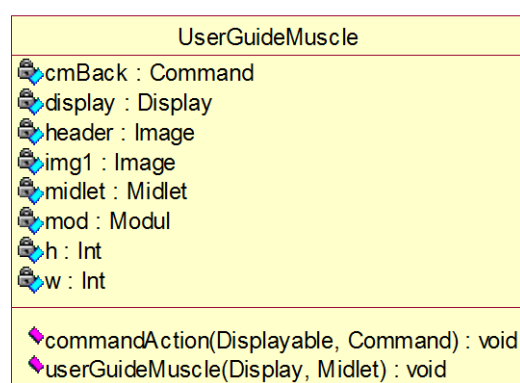 UserGuideMuscle
cmBack : Command
display : Display
header : Image
img1 : Image
midlet : Midlet
mod : Modul
h : Int
w : Int
commandAction(Displayable, Command) : void
userGuideMuscle(Display, Midlet) : void